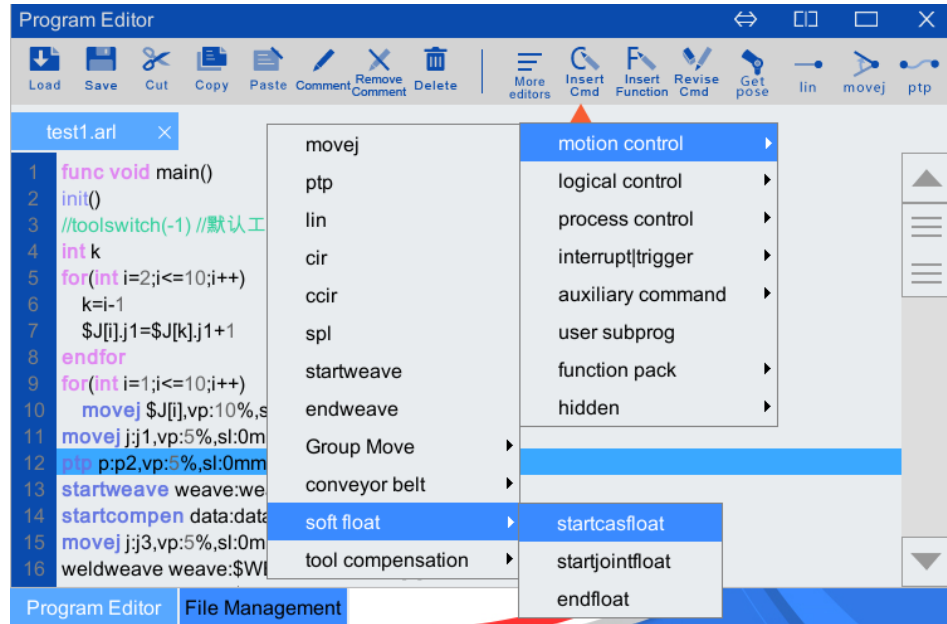 Program Editor
Load Save Cut Copy Paste Comment Remove Comment Delete More editors Insert Cmd Insert Function Revise Cmd Get pose lin movej ptp
test1.arl
1 func void main()
2 init()
3 //toolswitch(-1) //默认工
4 int k
5 for(int i=2;i<=10;i++)
6 k=i-1
7 $J[i].j1=$J[k].j1+1
8 endfor
9 for(int i=1;i<=10;i++)
10 movej $J[i],vp:10%,s
11 movej j:j1,vp:5%,sl:0m
12 ptp p:p2,vp:5%,sl:0mm
13 startweave weave:we
14 startcompen data:data
15 movej j:j3,vp:5%,sl:0m
16 weldweave weave:$WE
movej
ptp
lin
cir
ccir
spl
startweave
endweave
Group Move
conveyor belt
soft float
tool compensation
motion control
logical control
process control
interrupt|trigger
auxiliary command
user subprog
function pack
hidden
startcasfloat
startjointfloat
endfloat
Program Editor File Management